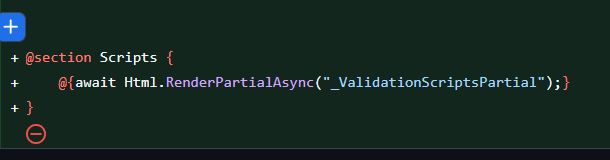 + @section Scripts {
+ @{await Html.RenderPartialAsync("_ValidationScriptsPartial");}
+ }